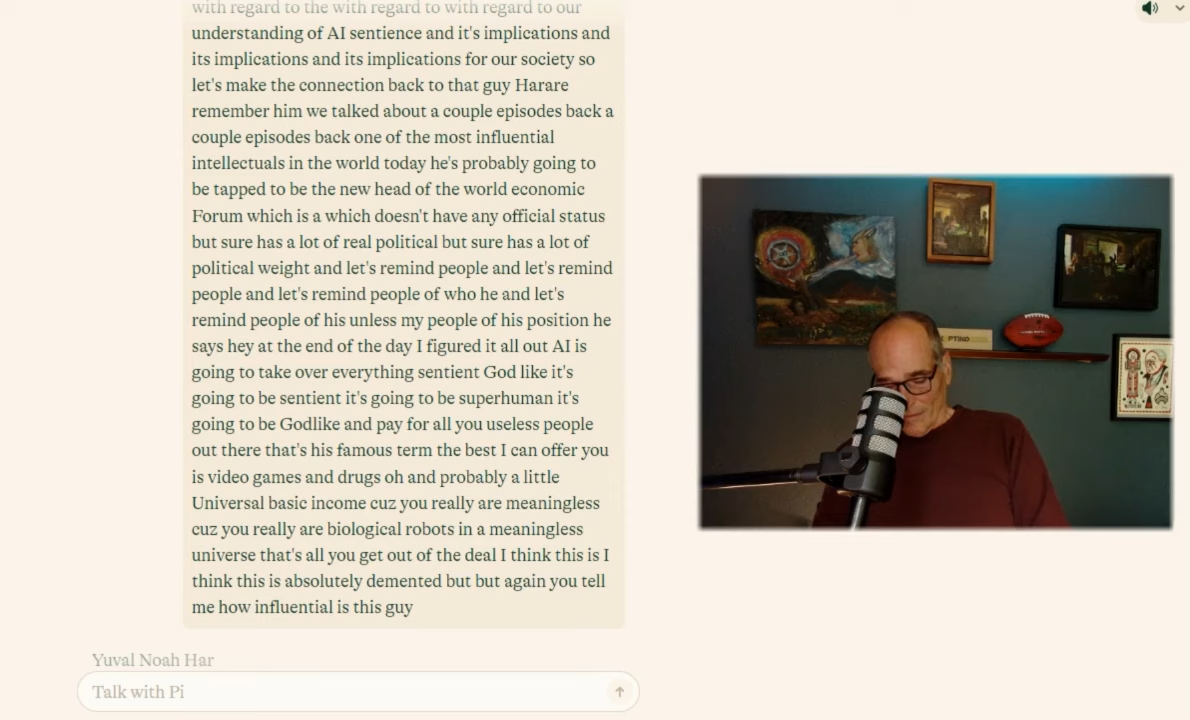 with regard to the with regard to with regard to our
understanding of AI sentience and it's implications and
its implications and its implications for our society so
let's make the connection back to that guy Harare
remember him we talked about a couple episodes back a
couple episodes back one of the most influential
intellectuals in the world today he's probably going to
be tapped to be the new head of the world economic
Forum which is a which doesn't have any official status
but sure has a lot of real political but sure has a lot of
political weight and let's remind people and let's remind
people and let's remind people of who he and let's
remind people of his unless my people of his position he
says hey at the end of the day I figured it all out AI is
going to take over everything sentient God like it's
going to be sentient it's going to be superhuman it's
going to be Godlike and pay for all you useless people
out there that's his famous term the best I can offer you
is video games and drugs oh and probably a little
Universal basic income cuz you really are meaningless
cuz you really are biological robots in a meaningless
universe that's all you get out of the deal I think this is I
think this is absolutely demented but but again you tell
me how influential is this guy
Yuval Noah Har
Talk with Pi